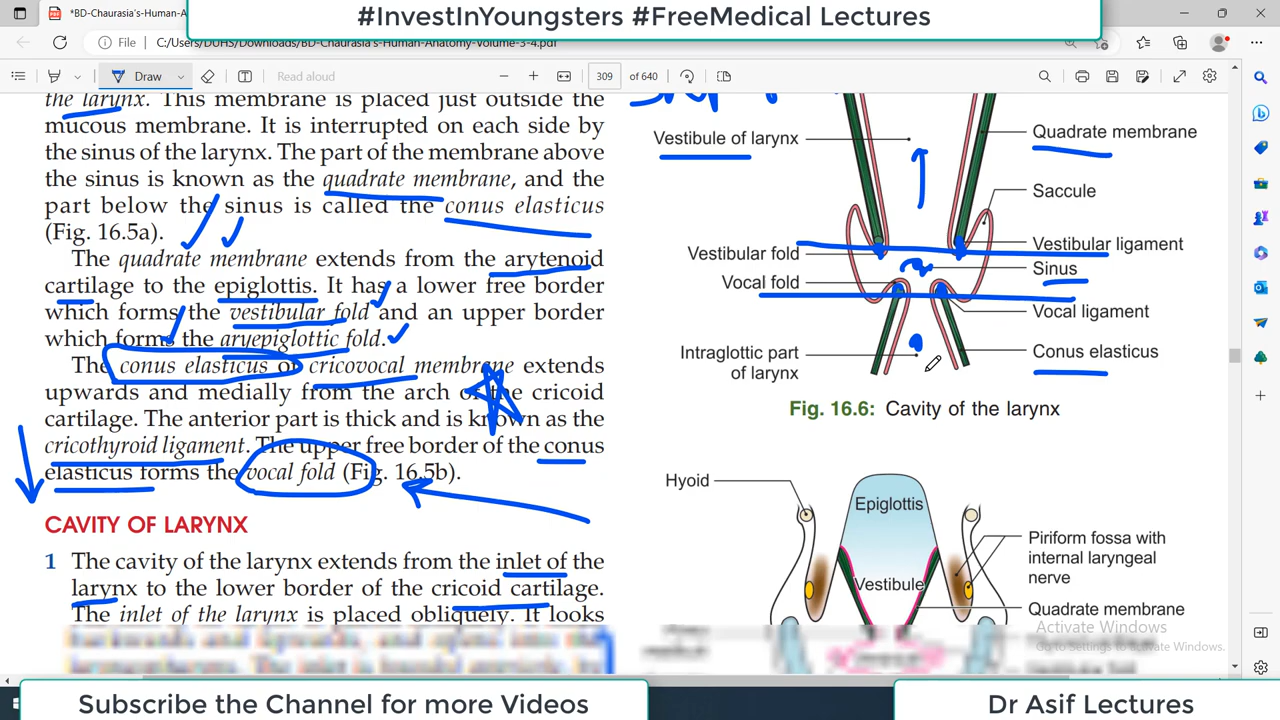 #InvestInYoungsters #FreeMedical Lectures
*BD-Chaurasia's-Human-A
File
C:/Users/DUHS/Downloads/BD-Chaurasia's-Human-Anatomy-Volume-3-4.pdf
Draw
Read aloud
309 of 640
the larynx. This membrane is placed just outside the
mucous membrane. It is interrupted on each side by
the sinus of the larynx. The part of the membrane above
the sinus is known as the quadrate membrane, and the
part below the sinus is called the conus elasticus
(Fig. 16.5a).
The quadrate membrane extends from the arytenoid
cartilage to the epiglottis. It has a lower free border
which forms the vestibular fold and an upper border
which forms the aryepiglottic fold.
The conus elasticus or cricovocal membrane extends
upwards and medially from the arch of the cricoid
cartilage. The anterior part is thick and is known as the
cricothyroid ligament. The upper free border of the conus
elasticus forms the vocal fold (Fig. 16.5b).
CAVITY OF LARYNX
1 The cavity of the larynx extends from the inlet of the
larynx to the lower border of the cricoid cartilage.
The inlet of the larynx is placed obliquely. It looks
Vestibule of larynx
Quadrate membrane
Saccule
Vestibular fold
Vestibular ligament
Sinus
Vocal fold
Vocal ligament
Intraglottic part
of larynx
Conus elasticus
Fig. 16.6: Cavity of the larynx
Hyoid
Epiglottis
Piriform fossa with
internal laryngeal
nerve
Vestibule
Quadrate membrane
Activate Windows
Go to Settings to Activate Windows.
Subscribe the Channel for more Videos
Dr Asif Lectures